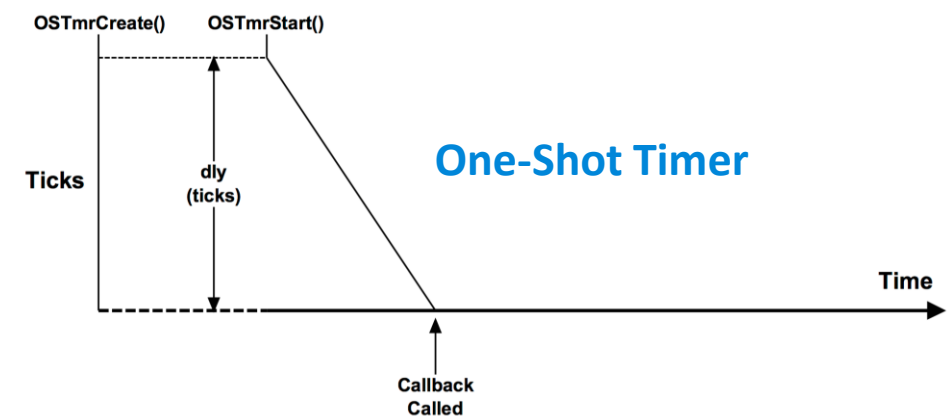 OSTmrCreate()
OSTmrStart()
One-Shot Timer
Ticks
dly
(ticks)
Time
Callback
Called